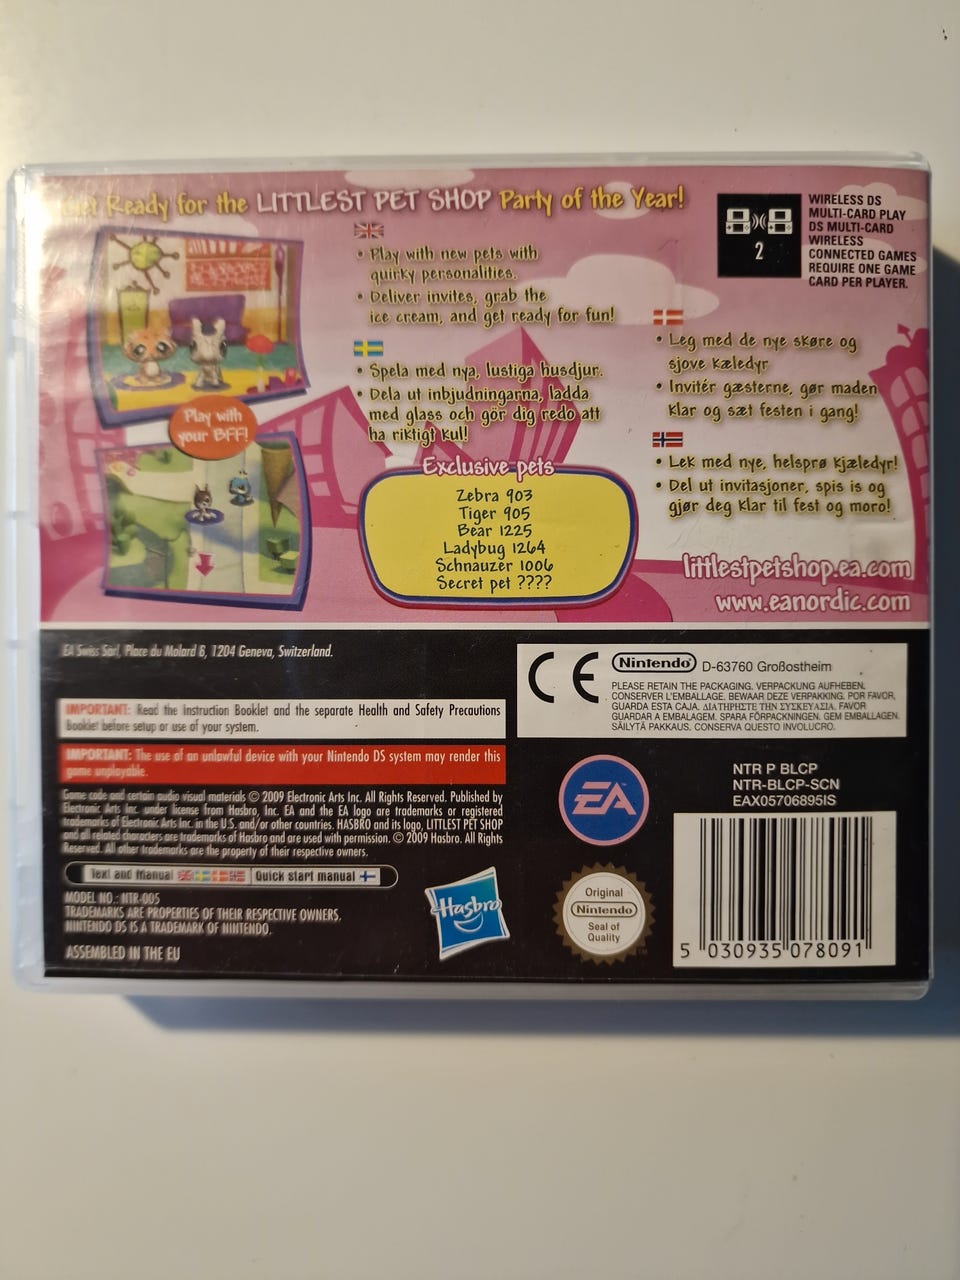 Get Ready for the LITTLEST PET SHOP Party of the Year!
• Play with new pets with
quirky personalities.
• Deliver invites, grab the
ice cream, and get ready for fun!
• Spela med nya, lustiga husdjur.
• Dela ut inbjudningarna, ladda
med glass och gör dig redo att
ha riktigt kul!
Play with
your BFF!
Exclusive pets
Zebra 903
Tiger 905
Bear 1225
Ladybug 1264
Schnauzer 1006
Secret pet ????
2
WIRELESS DS
MULTI-CARD PLAY
DS MULTI-CARD
WIRELESS
CONNECTED GAMES
REQUIRE ONE GAME
CARD PER PLAYER.
• Leg med de nye skøre og
sjove kæledyr
• Invitér gæsterne, gør maden
klar og sæt festen i gang!
• Lek med nye, helsprø kjæledyr!
• Del ut invitasjoner, spis is og
gjør deg klar til fest og moro!
littlestpetshop.ea.com
www.eanordic.com
EA Swiss Sàrl, Place du Molard 8, 1204 Geneva, Switzerland.
IMPORTANT: Read the Instruction Booklet and the separate Health and Safety Precautions
Booklet before setup or use of your system.
IMPORTANT: The use of an unlawful device with your Nintendo DS system may render this
game unplayable.
Game code and certain audio visual materials © 2009 Electronic Arts Inc. All Rights Reserved. Published by
Electronic Arts Inc. under license from Hasbro, Inc. EA and the EA logo are trademarks or registered
trademarks of Electronic Arts Inc. in the U.S. and/or other countries. HASBRO and its logo, LITTLEST PET SHOP
and all related characters are trademarks of Hasbro and are used with permission. © 2009 Hasbro. All Rights
Reserved. All other trademarks are the property of their respective owners.
Text and Manual
Quick start manual
MODEL NO.: NTR-005
TRADEMARKS ARE PROPERTIES OF THEIR RESPECTIVE OWNERS.
NINTENDO DS IS A TRADEMARK OF NINTENDO.
ASSEMBLED IN THE EU
Hasbro
CE
Nintendo D-63760 Großostheim
PLEASE RETAIN THE PACKAGING. VERPACKUNG AUFHEBEN.
CONSERVER L'EMBALLAGE. BEWAAR DEZE VERPAKKING. POR FAVOR,
GUARDA ESTA CAJA. ΔΙΑΤΗΡΗΣΤΕ ΤΗΝ ΣΥΣΚΕΥΑΣΙΑ. FAVOR
GUARDAR A EMBALAGEM. SPARA FÖRPACKNINGEN. GEM EMBALLAGEN.
SÄILYTÄ PAKKAUS. CONSERVA QUESTO INVOLUCRO.
EA
NTR P BLCP
NTR-BLCP-SCN
EAX05706895IS
Original
Nintendo
Seal of
Quality
5 030935 078091